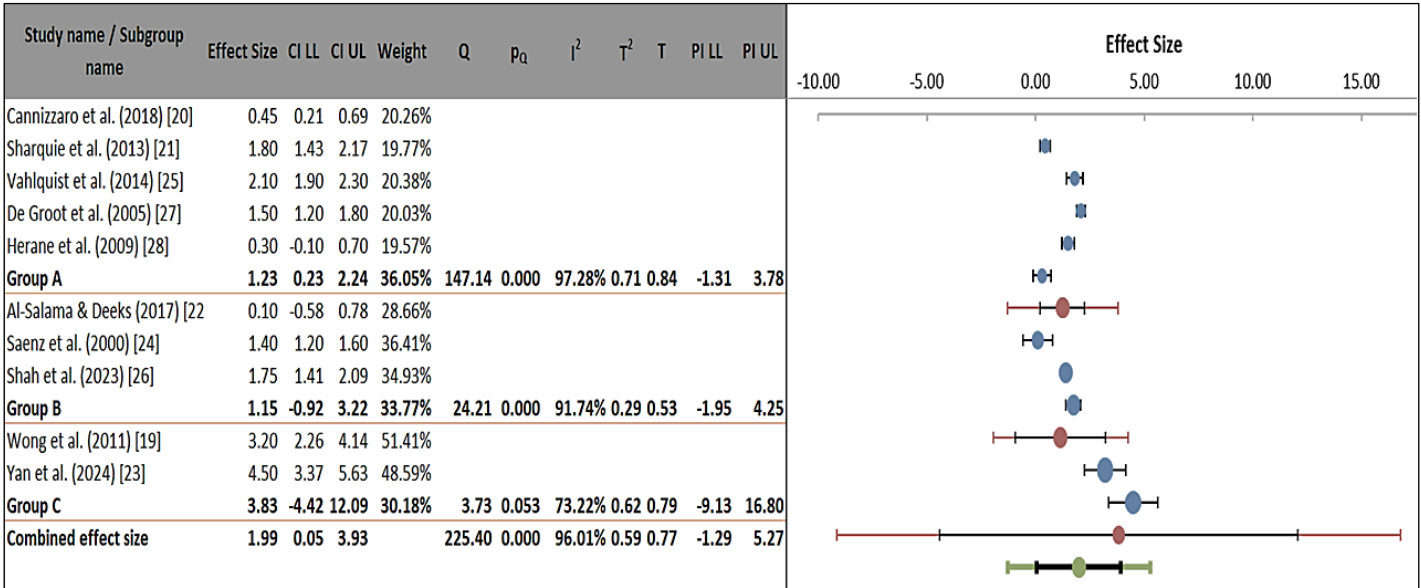 Study name / Subgroup name Effect Size CI LL CI UL Weight Q pQ I² T² T PI LL PI UL
Effect Size
-10.00 -5.00 0.00 5.00 10.00 15.00
Cannizzaro et al. (2018) [20] 0.45 0.21 0.69 20.26%
Sharquie et al. (2013) [21] 1.80 1.43 2.17 19.77%
Vahlquist et al. (2014) [25] 2.10 1.90 2.30 20.38%
De Groot et al. (2005) [27] 1.50 1.20 1.80 20.03%
Herane et al. (2009) [28] 0.30 -0.10 0.70 19.57%
Group A 1.23 0.23 2.24 36.05% 147.14 0.000 97.28% 0.71 0.84 -1.31 3.78
Al-Salama & Deeks (2017) [22 0.10 -0.58 0.78 28.66%
Saenz et al. (2000) [24] 1.40 1.20 1.60 36.41%
Shah et al. (2023) [26] 1.75 1.41 2.09 34.93%
Group B 1.15 -0.92 3.22 33.77% 24.21 0.000 91.74% 0.29 0.53 -1.95 4.25
Wong et al. (2011) [19] 3.20 2.26 4.14 51.41%
Yan et al. (2024) [23] 4.50 3.37 5.63 48.59%
Group C 3.83 -4.42 12.09 30.18% 3.73 0.053 73.22% 0.62 0.79 -9.13 16.80
Combined effect size 1.99 0.05 3.93 225.40 0.000 96.01% 0.59 0.77 -1.29 5.27